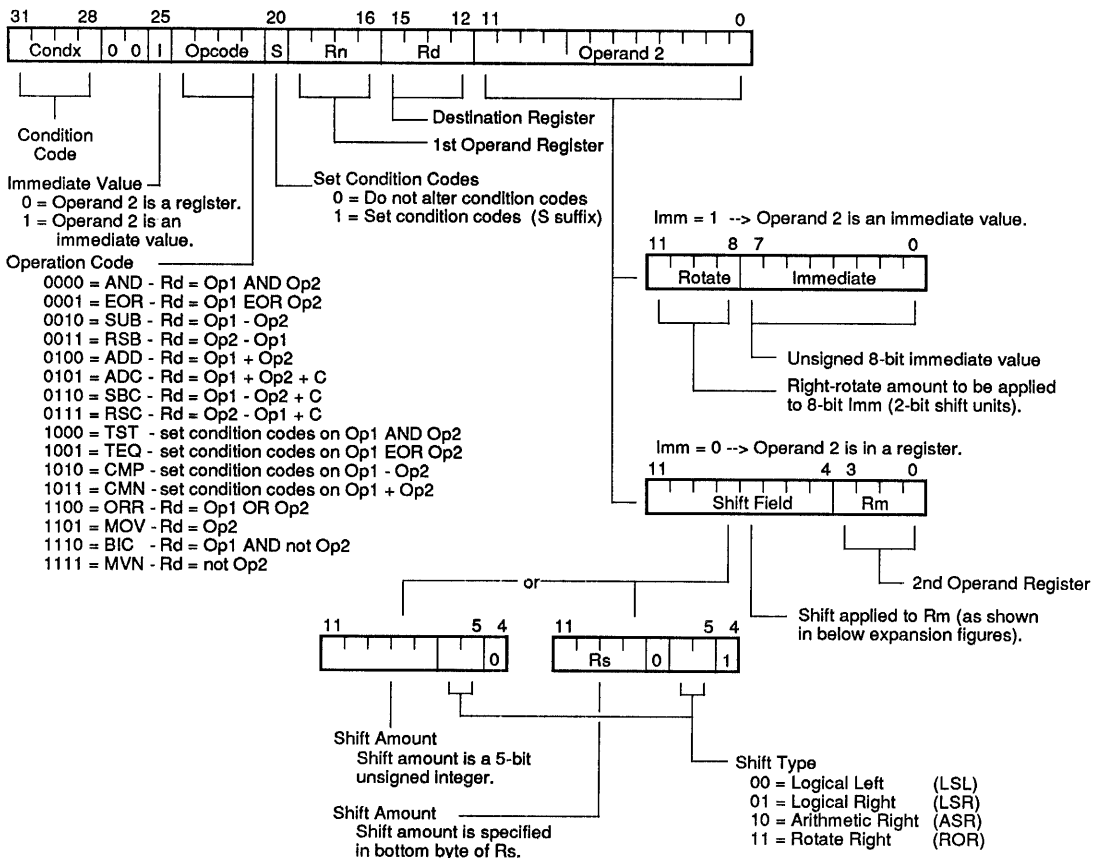 31 28 25 20 16 15 12 11 0
Condx 0 0 I Opcode S Rn Rd Operand 2
Destination Register
1st Operand Register
Condition
Code
Immediate Value
0 = Operand 2 is a register.
1 = Operand 2 is an
immediate value.
Set Condition Codes
0 = Do not alter condition codes
1 = Set condition codes (S suffix)
Operation Code
0000 = AND - Rd = Op1 AND Op2
0001 = EOR - Rd = Op1 EOR Op2
0010 = SUB - Rd = Op1 - Op2
0011 = RSB - Rd = Op2 - Op1
0100 = ADD - Rd = Op1 + Op2
0101 = ADC - Rd = Op1 + Op2 + C
0110 = SBC - Rd = Op1 - Op2 + C
0111 = RSC - Rd = Op2 - Op1 + C
1000 = TST - set condition codes on Op1 AND Op2
1001 = TEQ - set condition codes on Op1 EOR Op2
1010 = CMP - set condition codes on Op1 - Op2
1011 = CMN - set condition codes on Op1 + Op2
1100 = ORR - Rd = Op1 OR Op2
1101 = MOV - Rd = Op2
1110 = BIC - Rd = Op1 AND not Op2
1111 = MVN - Rd = not Op2
Imm = 1 --> Operand 2 is an immediate value.
11 8 7 0
Rotate Immediate
Unsigned 8-bit immediate value
Right-rotate amount to be applied
to 8-bit Imm (2-bit shift units).
Imm = 0 --> Operand 2 is in a register.
11 4 3 0
Shift Field Rm
2nd Operand Register
Shift applied to Rm (as shown
in below expansion figures).
or
11 5 4
0
11 5 4
Rs 0 1
Shift Amount
Shift amount is a 5-bit
unsigned integer.
Shift Amount
Shift amount is specified
in bottom byte of Rs.
Shift Type
00 = Logical Left (LSL)
01 = Logical Right (LSR)
10 = Arithmetic Right (ASR)
11 = Rotate Right (ROR)